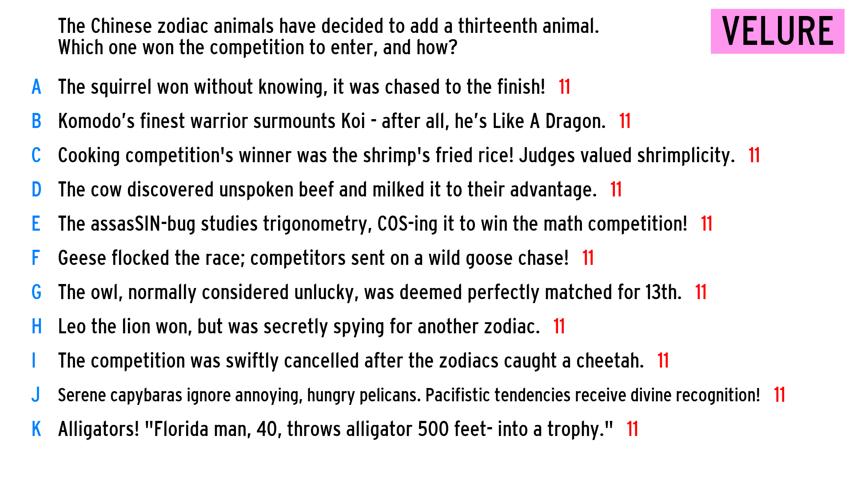 The Chinese zodiac animals have decided to add a thirteenth animal.
Which one won the competition to enter, and how?
VELURE
A The squirrel won without knowing, it was chased to the finish! 11
B Komodo's finest warrior surmounts Koi - after all, he's Like A Dragon. 11
C Cooking competition's winner was the shrimp's fried rice! Judges valued shrimplicity. 11
D The cow discovered unspoken beef and milked it to their advantage. 11
E The assasSIN-bug studies trigonometry, COS-ing it to win the math competition! 11
F Geese flocked the race; competitors sent on a wild goose chase! 11
G The owl, normally considered unlucky, was deemed perfectly matched for 13th. 11
H Leo the lion won, but was secretly spying for another zodiac. 11
I The competition was swiftly cancelled after the zodiacs caught a cheetah. 11
J Serene capybaras ignore annoying, hungry pelicans. Pacifistic tendencies receive divine recognition! 11
K Alligators! "Florida man, 40, throws alligator 500 feet- into a trophy." 11